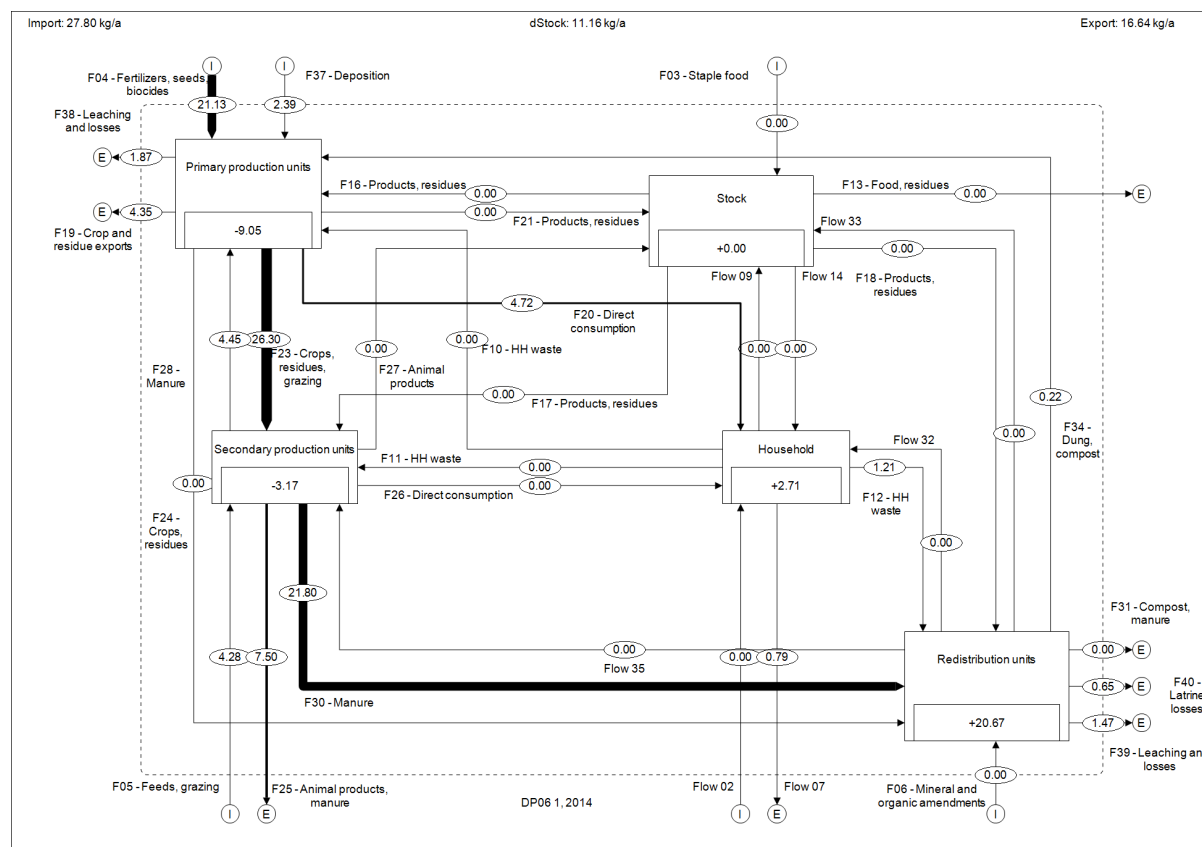 Import: 27.80 kg/a
dStock: 11.16 kg/a
Export: 16.64 kg/a
I
I
I
F04 - Fertilizers, seeds,
biocides
F37 - Deposition
F03 - Staple food
21.13
2.39
F38 - Leaching
and losses
0.00
E
1.87
Primary production units
F16 - Products, residues
0.00
Stock
F13 - Food, residues
0.00
E
E
4.35
F19 - Crop and
residue exports
-9.05
0.00
F21 - Products, residues
Flow 33
+0.00
0.00
F18 - Products,
residues
Flow 09
Flow 14
4.72
F20 - Direct
consumption
4.45
26.30
F23 - Crops,
residues,
grazing
0.00
0.00
F10 - HH waste
0.00
0.00
F28 -
Manure
F27 - Animal
products
0.00
F17 - Products, residues
0.22
0.00
F34 -
Dung,
compost
Secondary production units
Household
Flow 32
F11 - HH waste
0.00
1.21
-3.17
+2.71
0.00
0.00
F26 - Direct consumption
F12 - HH
waste
F24 -
Crops,
residues
0.00
21.80
F31 - Compost,
manure
4.28
7.50
0.00
Flow 35
0.00
0.79
Redistribution units
0.00
E
F40 -
Latrine
losses
0.65
E
F30 - Manure
+20.67
1.47
E
F39 - Leaching an
losses
0.00
F05 - Feeds, grazing
F25 - Animal products,
manure
Flow 02
Flow 07
F06 - Mineral and
organic amendments
DP06 1, 2014
I
E
I
E
I